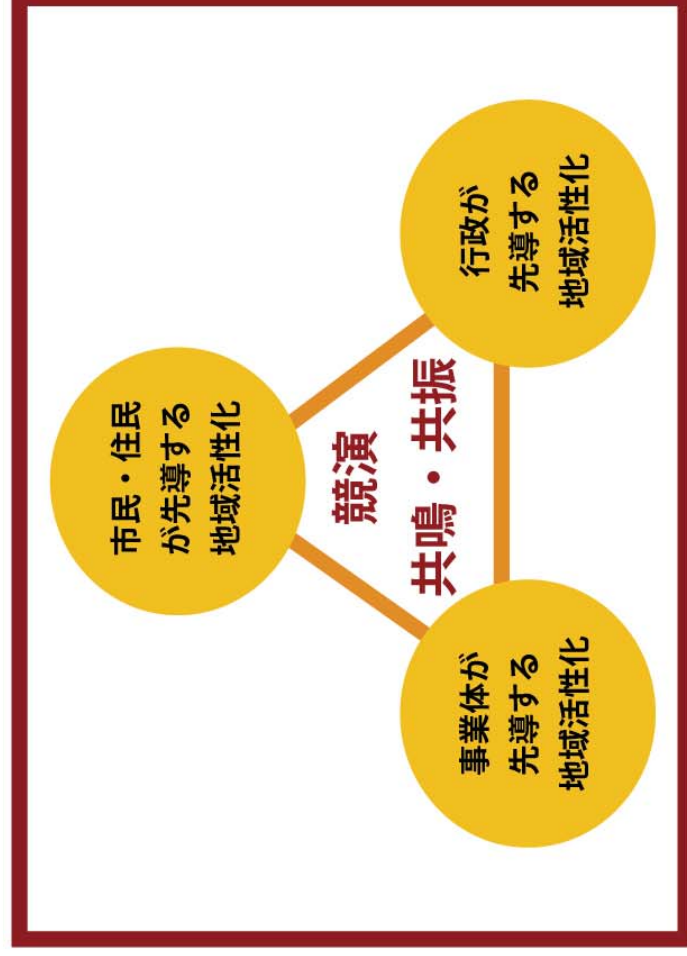 市民・住民
が先導する
地域活性化
競演
共鳴・共振
事業体が
先導する
地域活性化
行政が
先導する
地域活性化